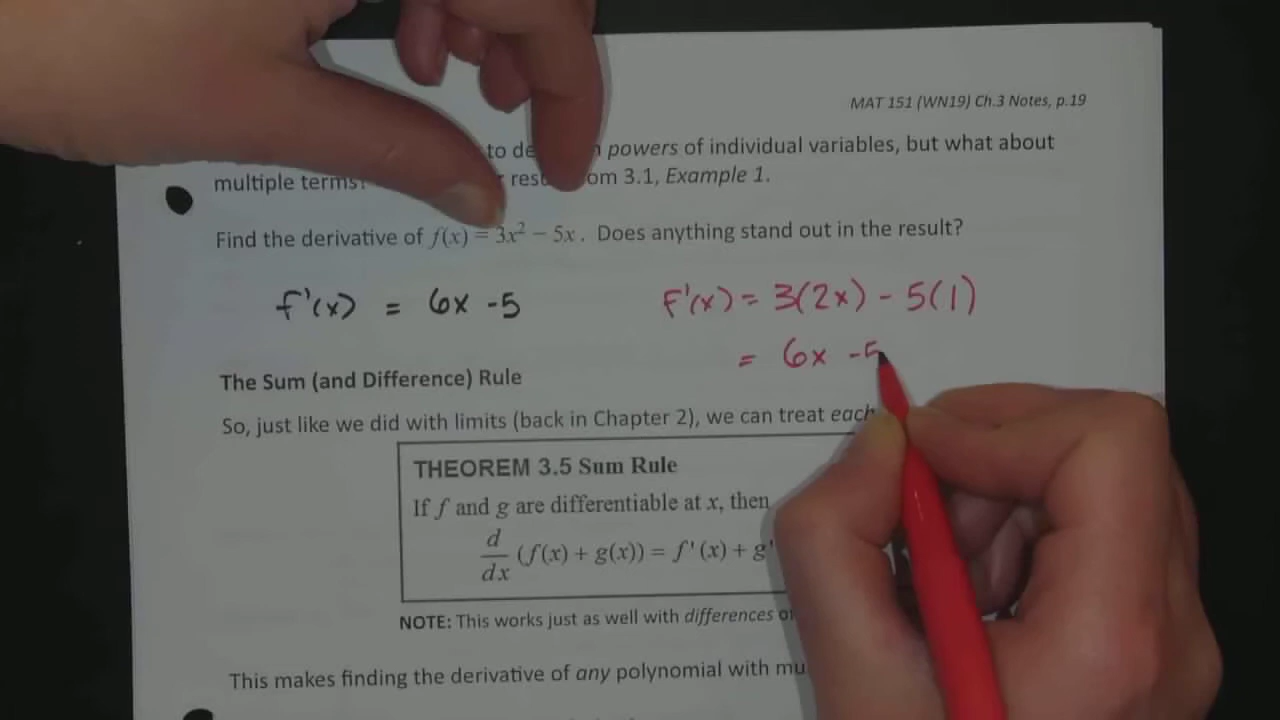 MAT 151 (WN19) Ch.3 Notes, p.19
to powers of individual variables, but what about
multiple terms? om 3.1, Example 1.
Find the derivative of f(x) = 3x² − 5x. Does anything stand out in the result?
f'(x) = 6x -5
f'(x) = 3(2x) - 5(1)
= 6x -5
The Sum (and Difference) Rule
So, just like we did with limits (back in Chapter 2), we can treat each
THEOREM 3.5 Sum Rule
If f and g are differentiable at x, then
d/dx (f(x) + g(x)) = f'(x) + g'
NOTE: This works just as well with differences
This makes finding the derivative of any polynomial with